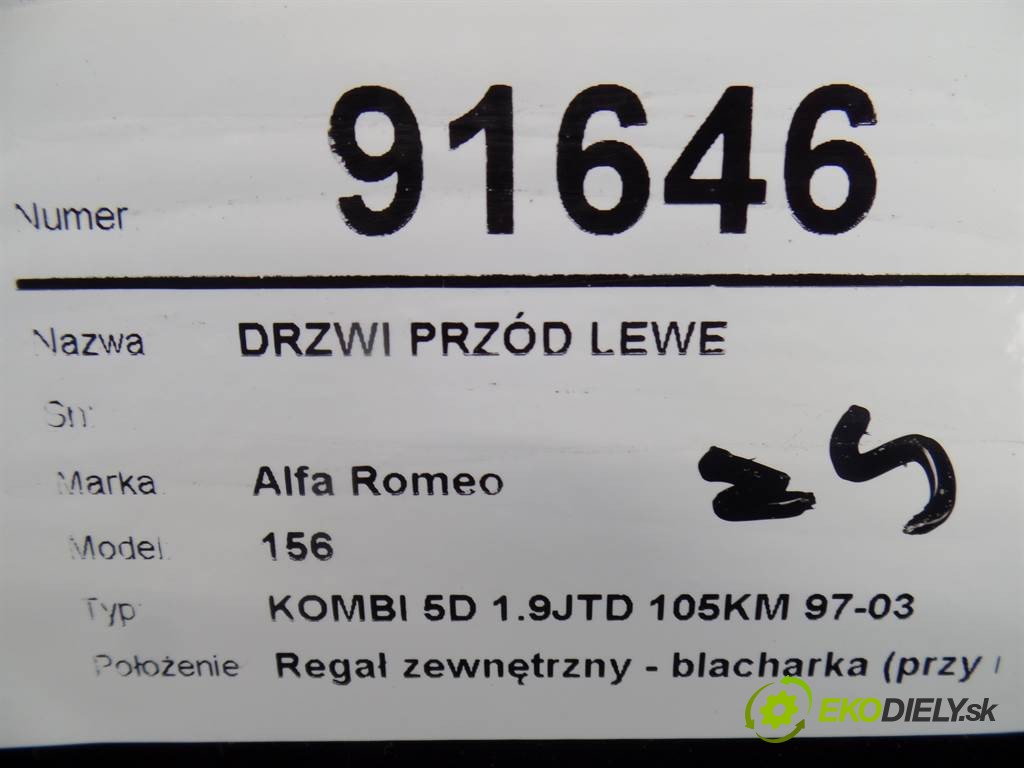 Numer 91646
Nazwa DRZWI PRZÓD LEWE
Sn:
Marka Alfa Romeo
Model: 156
Typ: KOMBI 5D 1.9JTD 105KM 97-03
Położenie Regał zewnętrzny - blacharka (przy
EKODIELY.sk